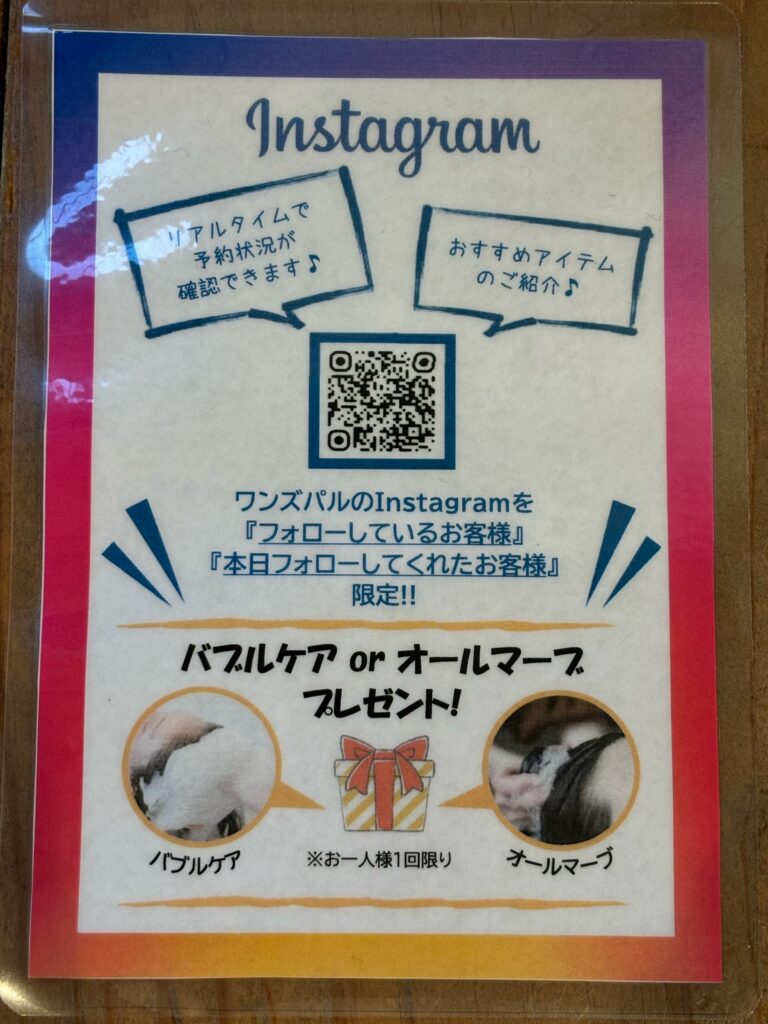 Instagram
リアルタイムで
予約状況が
確認できます♪
おすすめアイテム
のご紹介♪
ワンズパルのInstagramを
『フォローしているお客様』
『本日フォローしてくれたお客様』
限定!!
バブルケア or オールマーブ
プレゼント!
バブルケア
※お一人様1回限り
オールマーブ